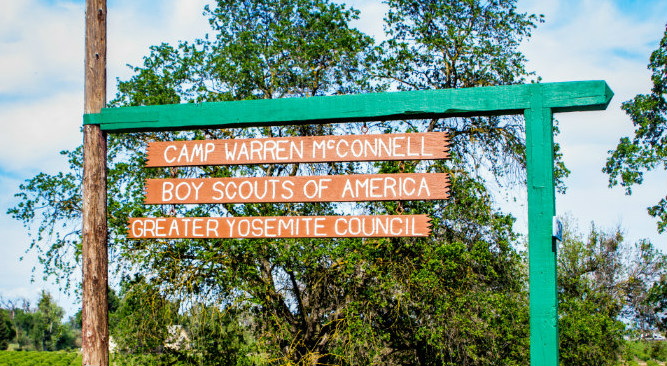 CAMP WARREN McCONNELL
BOY SCOUTS OF AMERICA
GREATER YOSEMITE COUNCIL